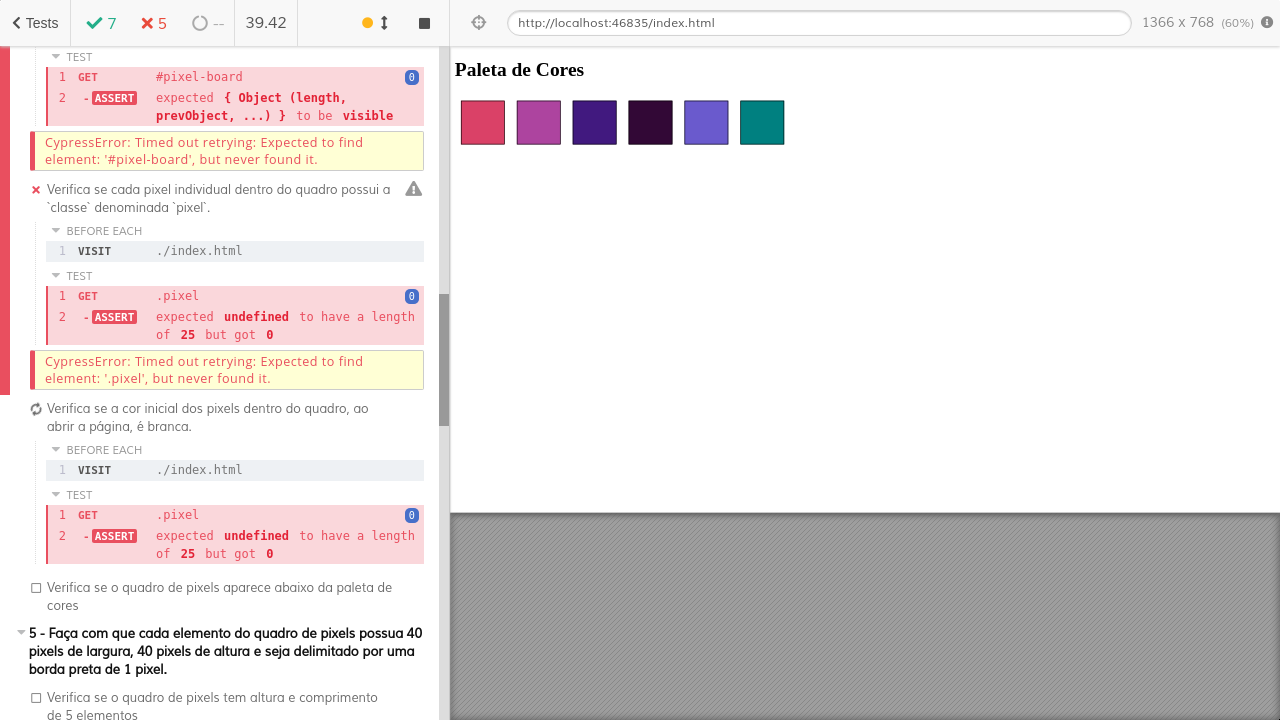 Tests 7 5 -- 39.42 http://localhost:46835/index.html 1366 x 768 (60%)
TEST
1 GET #pixel-board 0
2 - ASSERT expected { Object (length,
prevObject, ...) } to be visible
CypressError: Timed out retrying: Expected to find
element: '#pixel-board', but never found it.
Verifica se cada pixel individual dentro do quadro possui a
`classe` denominada `pixel`.
BEFORE EACH
1 VISIT ./index.html
TEST
1 GET .pixel 0
2 - ASSERT expected undefined to have a length
of 25 but got 0
CypressError: Timed out retrying: Expected to find
element: '.pixel', but never found it.
Verifica se a cor inicial dos pixels dentro do quadro, ao
abrir a página, é branca.
BEFORE EACH
1 VISIT ./index.html
TEST
1 GET .pixel 0
2 - ASSERT expected undefined to have a length
of 25 but got 0
Verifica se o quadro de pixels aparece abaixo da paleta de
cores
5 - Faça com que cada elemento do quadro de pixels possua 40
pixels de largura, 40 pixels de altura e seja delimitado por uma
borda preta de 1 pixel.
Verifica se o quadro de pixels tem altura e comprimento
de 5 elementos
Paleta de Cores